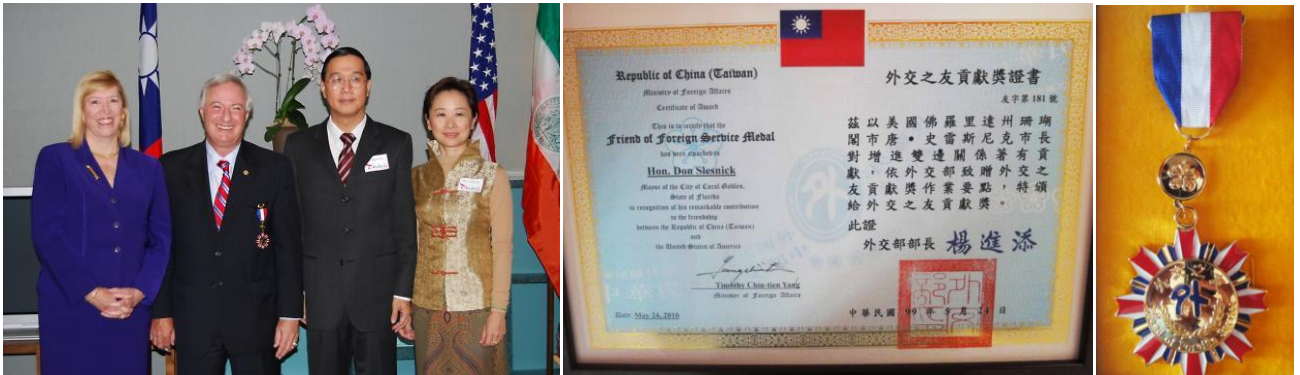 Republic of China (Taiwan)
Ministry of Foreign Affairs
Certificate of Award
This is to certify that the
Friend of Foreign Service Medal
has been awarded to
Hon. Don Slesnick
Mayor of the City of Coral Gables,
State of Florida
in recognition of his remarkable contribution
to the friendship
between the Republic of China (Taiwan)
and
the United States of America
Timothy Chin-tien Yang
Minister of Foreign Affairs
Date: May 24, 2010
外交之友貢獻獎證書
友字第181號
茲以美國佛羅里達州珊瑚
閣市唐•史雷斯尼克市長
對增進雙邊關係著有貢
獻，依外交部致贈外交之
友貢獻獎作業要點，特頒
給外交之友貢獻獎。
此證
外交部部長 楊進添
中華民國 99 年 5 月 24 日